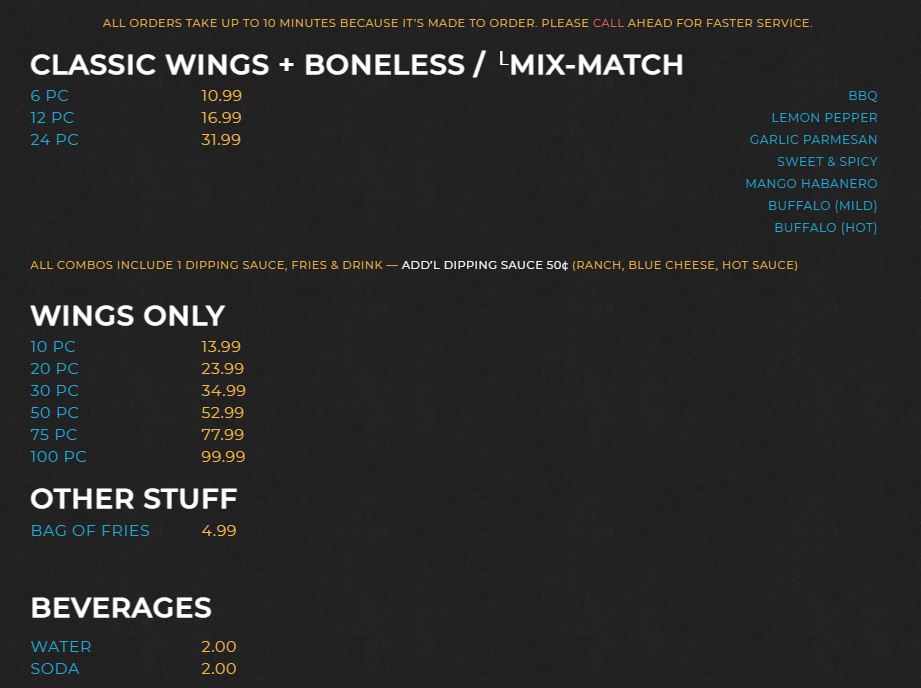 ALL ORDERS TAKE UP TO 10 MINUTES BECAUSE IT'S MADE TO ORDER. PLEASE CALL AHEAD FOR FASTER SERVICE.
CLASSIC WINGS + BONELESS / ᴸMIX-MATCH
6 PC 10.99
12 PC 16.99
24 PC 31.99
BBQ
LEMON PEPPER
GARLIC PARMESAN
SWEET & SPICY
MANGO HABANERO
BUFFALO (MILD)
BUFFALO (HOT)
ALL COMBOS INCLUDE 1 DIPPING SAUCE, FRIES & DRINK — ADD'L DIPPING SAUCE 50¢ (RANCH, BLUE CHEESE, HOT SAUCE)
WINGS ONLY
10 PC 13.99
20 PC 23.99
30 PC 34.99
50 PC 52.99
75 PC 77.99
100 PC 99.99
OTHER STUFF
BAG OF FRIES 4.99
BEVERAGES
WATER 2.00
SODA 2.00